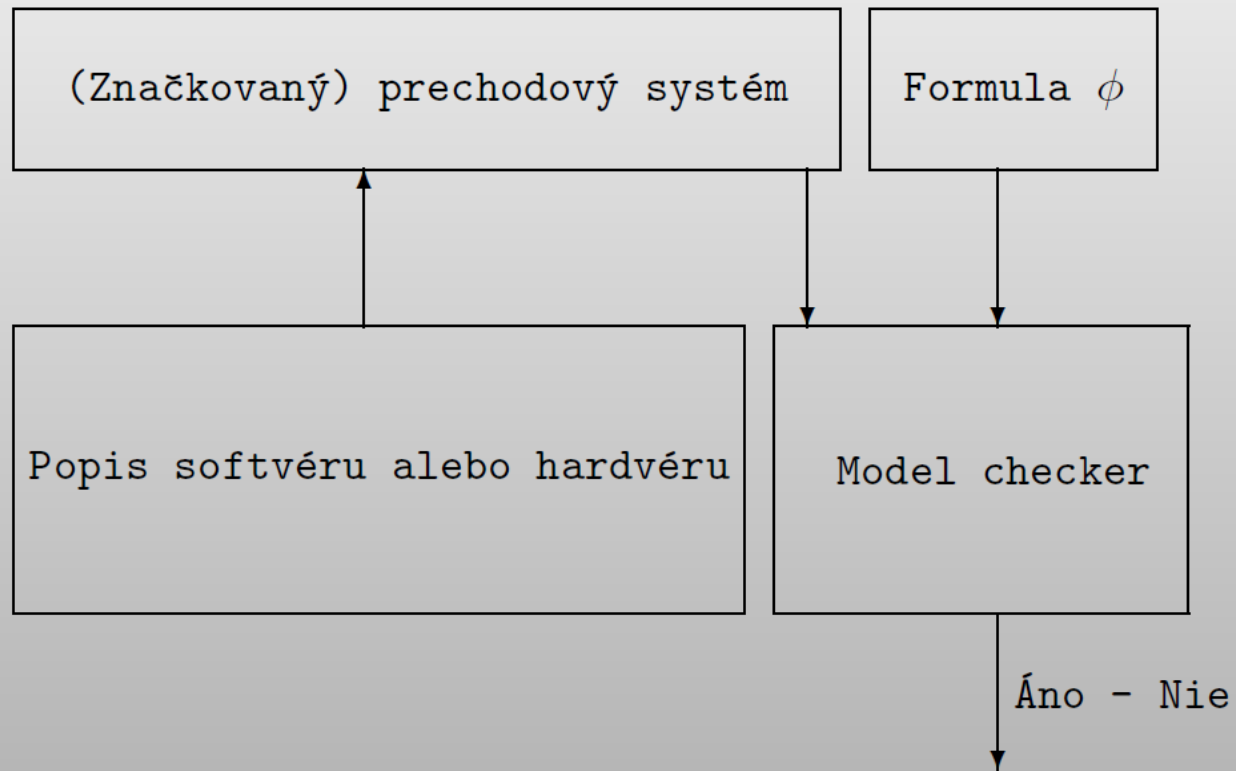 (Značkovaný) prechodový systém
Formula ϕ
Popis softvéru alebo hardvéru
Model checker
Áno - Nie